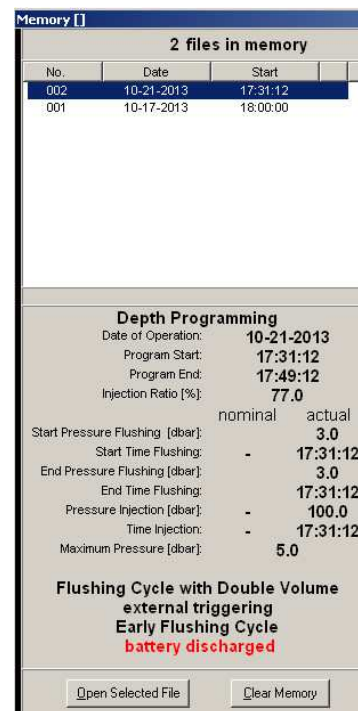 Memory []
2 files in memory
No. Date Start
002 10-21-2013 17:31:12
001 10-17-2013 18:00:00
Depth Programming
Date of Operation: 10-21-2013
Program Start: 17:31:12
Program End: 17:49:12
Injection Ratio [%]: 77.0
nominal actual
Start Pressure Flushing [dbar]: 3.0
Start Time Flushing: - 17:31:12
End Pressure Flushing [dbar]: 3.0
End Time Flushing: 17:31:12
Pressure Injection [dbar]: - 100.0
Time Injection: - 17:31:12
Maximum Pressure [dbar]: 5.0
Flushing Cycle with Double Volume
external triggering
Early Flushing Cycle
battery discharged
Open Selected File Clear Memory